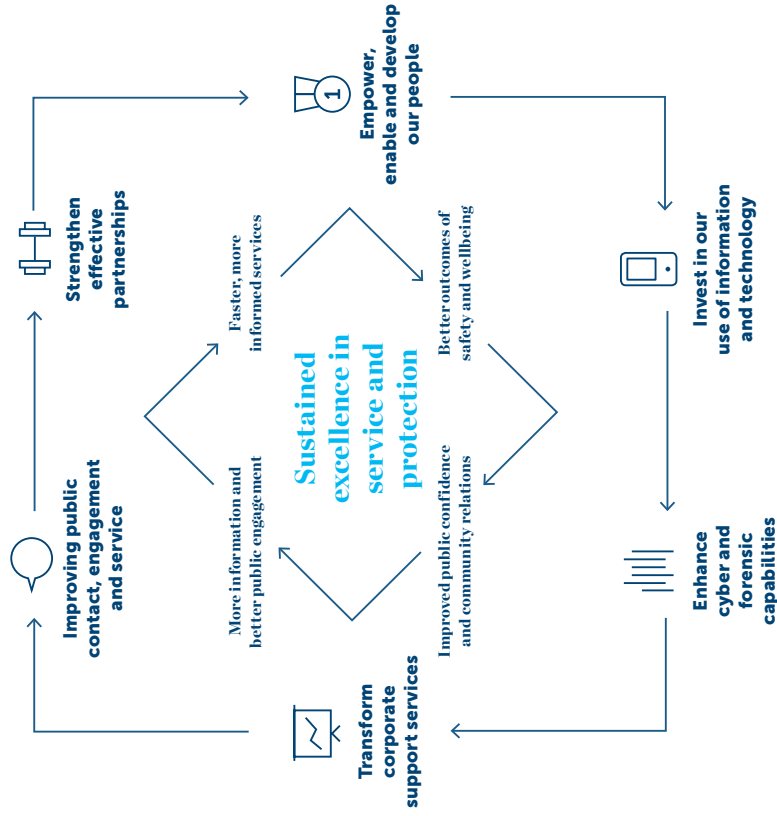 Improving public
contact, engagement
and service
Strengthen
effective
partnerships
Empower,
enable and develop
our people
Invest in our
use of information
and technology
Enhance
cyber and
forensic
capabilities
Transform
corporate
support services
More information and
better public engagement
Faster, more
informed services
Better outcomes of
safety and wellbeing
Improved public confidence
and community relations
Sustained
excellence in
service and
protection
1